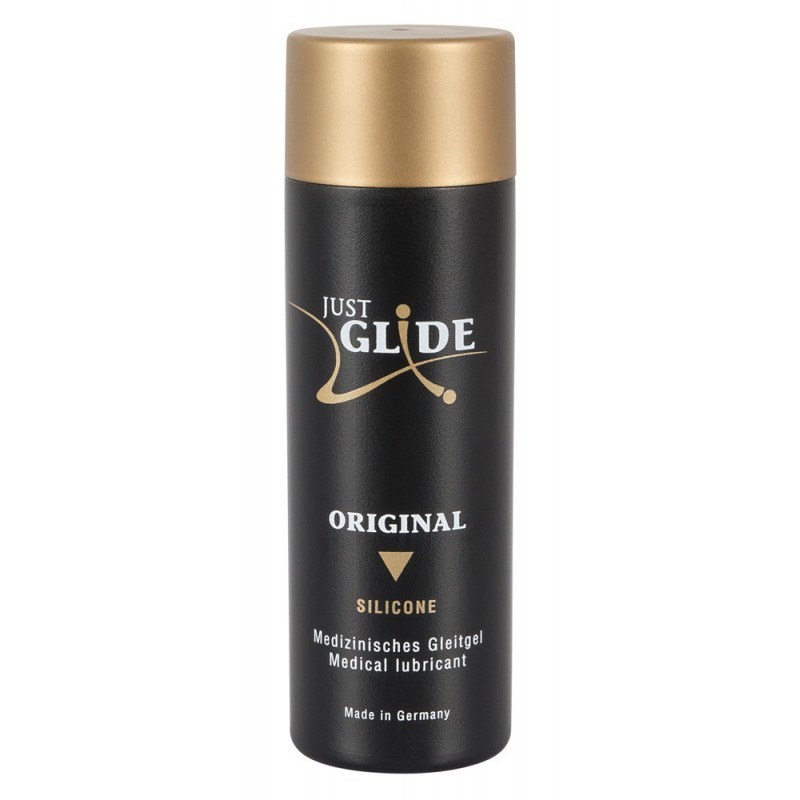 JUST
GLIDE
ORIGINAL
SILICONE
Medizinisches Gleitgel
Medical lubricant
Made in Germany